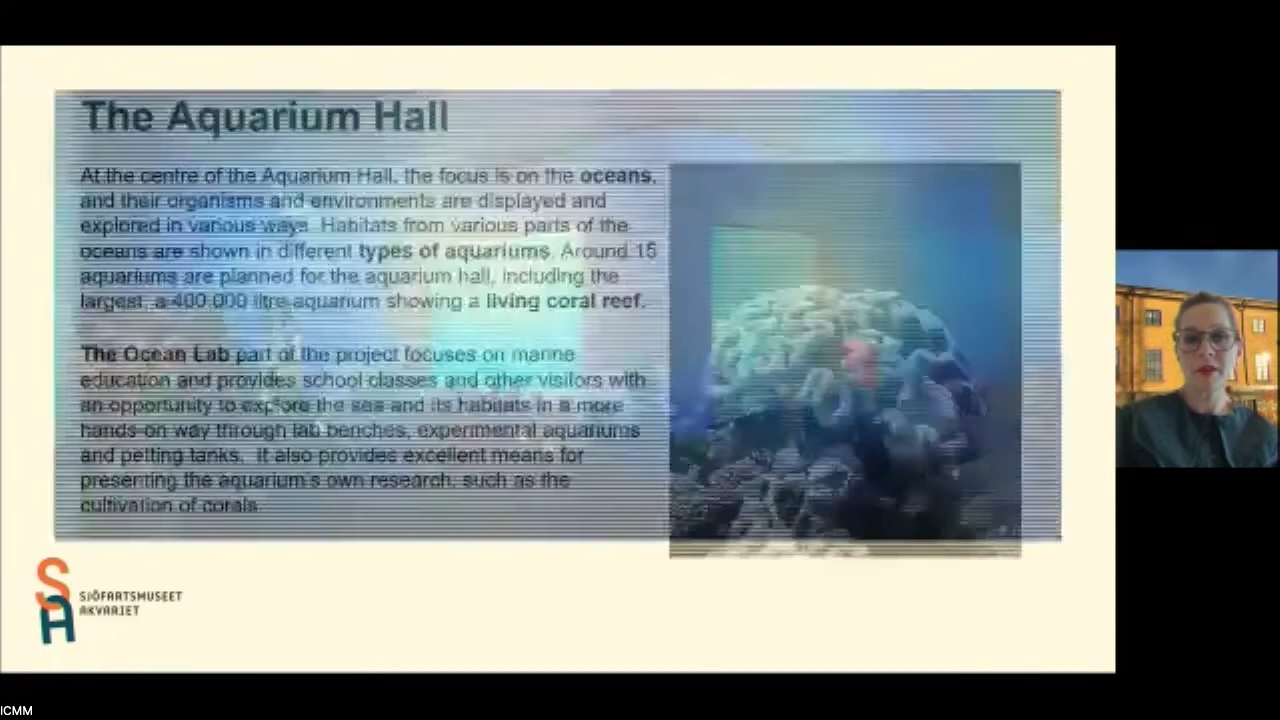 The Aquarium Hall
At the centre of the Aquarium Hall, the focus is on the oceans,
and their organisms and environments are displayed and
explored in various ways. Habitats from various parts of the
oceans are shown in different types of aquariums. Around 15
aquariums are planned for the aquarium hall, including the
largest, a 400 000 litre aquarium showing a living coral reef.
The Ocean Lab part of the project focuses on marine
education and provides school classes and other visitors with
an opportunity to explore the sea and its habitats in a more
hands-on way through lab benches, experimental aquariums
and petting tanks. It also provides excellent means for
presenting the aquarium's own research, such as the
cultivation of corals.
SJÖFARTSMUSEET
AKVARIET
ICMM